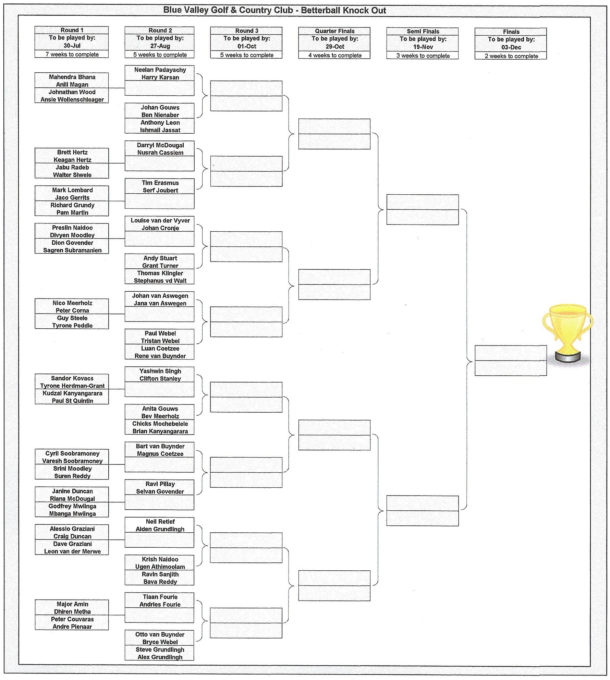 Blue Valley Golf & Country Club - Betterball Knock Out
Round 1
To be played by:
30-Jul
7 weeks to complete
Round 2
To be played by:
27-Aug
5 weeks to complete
Round 3
To be played by:
01-Oct
5 weeks to complete
Quarter Finals
To be played by:
29-Oct
4 weeks to complete
Semi Finals
To be played by:
19-Nov
3 weeks to complete
Finals
To be played by:
03-Dec
2 weeks to complete
Mahendra Bhana
Anill Magan
Johnathan Wood
Ansie Wollenschleager
Brett Hertz
Keagan Hertz
Jabu Radeb
Walter Siwele
Mark Lombard
Jaco Gerrits
Richard Grundy
Pam Martin
Preslin Naidoo
Divyen Moodley
Dion Govender
Sagren Subramanien
Nico Meerholz
Peter Corna
Guy Steele
Tyrone Peddle
Sandor Kovacs
Tyrone Herdman-Grant
Kudzai Kanyangarara
Paul St Quintin
Cyril Soobramoney
Varesh Soobramoney
Srini Moodley
Suren Reddy
Janine Duncan
Riana McDougal
Godfrey Mwiinga
Mbanga Mwiinga
Alessio Graziani
Craig Duncan
Dave Graziani
Leon van der Merwe
Major Amin
Dhiren Metha
Peter Couvaras
Andre Pienaar
Neelan Padayachy
Harry Karsan
Johan Gouws
Ben Nienaber
Anthony Leon
Ishmail Jassat
Darryl McDougal
Nusrah Cassiem
Tim Erasmus
Serf Joubert
Louise van der Vyver
Johan Cronje
Andy Stuart
Grant Turner
Thomas Klingler
Stephanus vd Walt
Johan van Aswegen
Jana van Aswegen
Paul Webel
Tristan Webel
Luan Coetzee
Rene van Buynder
Yashwin Singh
Clifton Stanley
Anita Gouws
Bev Meerholz
Chicks Mochebelele
Brian Kanyangarara
Bart van Buynder
Magnus Coetzee
Ravi Pillay
Selvan Govender
Neil Retief
Aiden Grundlingh
Krish Naidoo
Ugen Athimoolam
Ravin Sanjith
Bava Reddy
Tiaan Fourie
Andries Fourie
Otto van Buynder
Bryce Webel
Steve Grundlingh
Alex Grundlingh